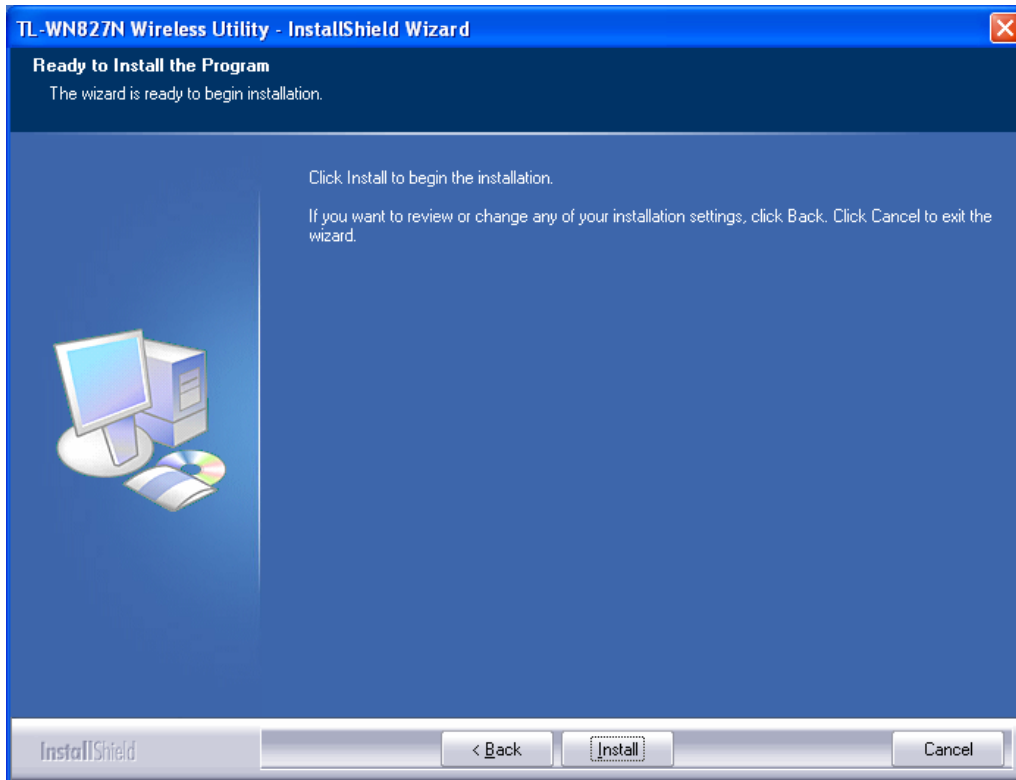 TL-WN827N Wireless Utility - InstallShield Wizard
Ready to Install the Program
The wizard is ready to begin installation.
Click Install to begin the installation.
If you want to review or change any of your installation settings, click Back. Click Cancel to exit the
wizard.
InstallShield
< Back
Install
Cancel